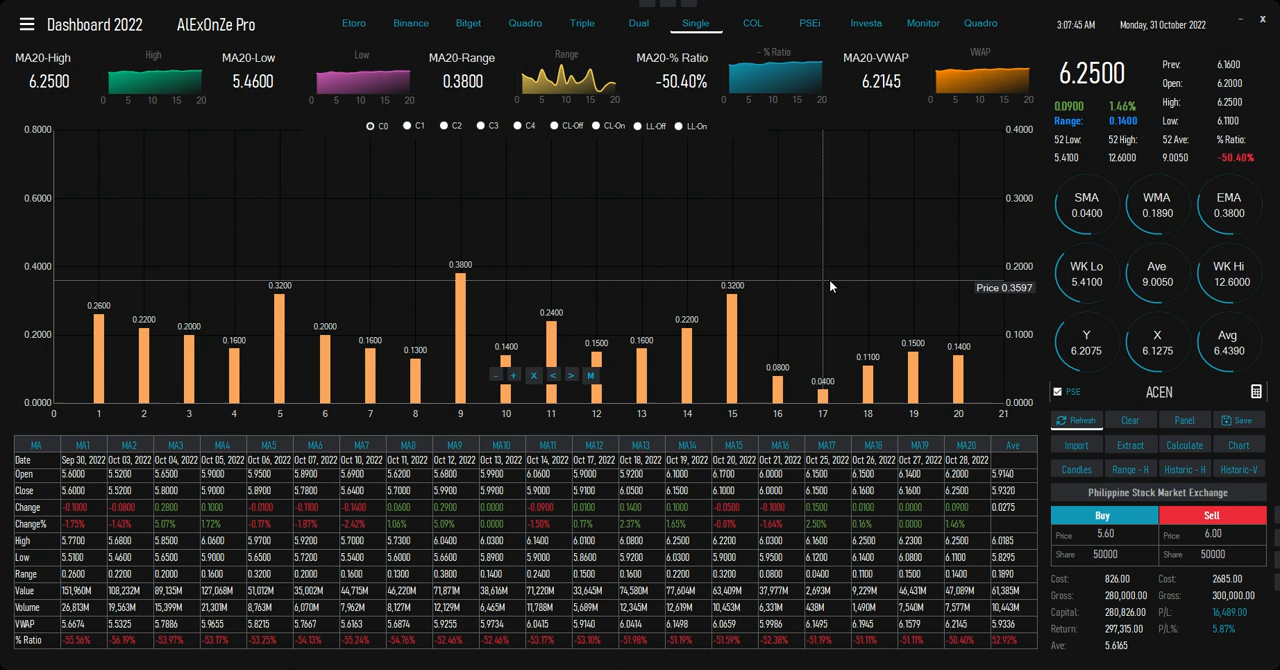 Dashboard 2022 AlExOnZe Pro Etoro Binance Bitget Quadro Triple Dual Single COL PSEi Investa Monitor Quadro 3:07:45 AM Monday, 31 October 2022 – X
MA20-High High MA20-Low Low MA20-Range Range MA20-% Ratio - % Ratio MA20-VWAP VWAP
6.2500 5.4600 0.3800 -50.40% 6.2145
0 5 10 15 20 0 5 10 15 20 0 5 10 15 20 0 5 10 15 20 0 5 10 15 20
C0 C1 C2 C3 C4 CL-Off CL-On LL-Off LL-On
0.8000 0.4000
0.6000 0.3000
0.4000 0.2000
0.2000 0.1000
0.0000 0.0000
0.2600 0.2200 0.2000 0.1600 0.3200 0.2000 0.1600 0.1300 0.3800 0.1400 0.2400 0.1500 0.1600 0.2200 0.3200 0.0800 0.0400 0.1100 0.1500 0.1400
Price 0.3597
– + X < > M
0 1 2 3 4 5 6 7 8 9 10 11 12 13 14 15 16 17 18 19 20 21
6.2500
0.0900 1.46%
Range: 0.1400
Prev: 6.1600
Open: 6.2000
High: 6.2500
Low: 6.1100
52 Low: 52 High: 52 Ave: % Ratio:
5.4100 12.6000 9.0050 -50.40%
SMA WMA EMA
0.0400 0.1890 0.3800
WK Lo Ave WK Hi
5.4100 9.0050 12.6000
Y X Avg
6.2075 6.1275 6.4390
PSE ACEN
Refresh Clear Panel Save
Import Extract Calculate Chart
Candles Range - H Historic - H Historic-V
Philippine Stock Market Exchange
Buy Sell
Price 5.60 Price 6.00
Share 50000 Share 50000
Cost: 826.00 Cost: 2685.00
Gross: 280,000.00 Gross: 300,000.00
Capital: 280,826.00 P/L: 16,489.00
Return: 297,315.00 P/L%: 5.87%
Ave: 5.6165
MA MA1 MA2 MA3 MA4 MA5 MA6 MA7 MA8 MA9 MA10 MA11 MA12 MA13 MA14 MA15 MA16 MA17 MA18 MA19 MA20 Ave
Date Sep 30, 2022 Oct 03, 2022 Oct 04, 2022 Oct 05, 2022 Oct 06, 2022 Oct 07, 2022 Oct 10, 2022 Oct 11, 2022 Oct 12, 2022 Oct 13, 2022 Oct 14, 2022 Oct 17, 2022 Oct 18, 2022 Oct 19, 2022 Oct 20, 2022 Oct 21, 2022 Oct 25, 2022 Oct 26, 2022 Oct 27, 2022 Oct 28, 2022
Open 5.6000 5.5200 5.6500 5.9000 5.9500 5.8900 5.6900 5.6200 5.6800 5.9900 6.0600 5.9000 5.9200 6.1000 6.1700 6.0000 6.1500 6.1500 6.1400 6.2000 5.9140
Close 5.6000 5.5200 5.8000 5.9000 5.8900 5.7800 5.6400 5.7000 5.9900 5.9900 5.9000 5.9100 6.0500 6.1500 6.1000 6.0000 6.1500 6.1600 6.1600 6.2500 5.9320
Change -0.1000 -0.0800 0.2800 0.1000 -0.0100 -0.1100 -0.1400 0.0600 0.2900 0.0000 -0.0900 0.0100 0.1400 0.1000 -0.0500 -0.1000 0.1500 0.0100 0.0000 0.0900 0.0275
Change% -1.75% -1.43% 5.07% 1.72% -0.17% -1.87% -2.42% 1.06% 5.09% 0.0000 -1.50% 0.17% 2.37% 1.65% -0.81% -1.64% 2.50% 0.16% 0.0000 1.46%
High 5.7700 5.6800 5.8500 6.0600 5.9700 5.9200 5.7000 5.7300 6.0400 6.0300 6.1400 6.0100 6.0800 6.2500 6.2200 6.0300 6.1600 6.2500 6.2300 6.2500 6.0185
Low 5.5100 5.4600 5.6500 5.9000 5.6500 5.7200 5.5400 5.6000 5.6600 5.8900 5.9000 5.8600 5.9200 6.0300 5.9000 5.9500 6.1200 6.1400 6.0800 6.1100 5.8295
Range 0.2600 0.2200 0.2000 0.1600 0.3200 0.2000 0.1600 0.1300 0.3800 0.1400 0.2400 0.1500 0.1600 0.2200 0.3200 0.0800 0.0400 0.1100 0.1500 0.1400 0.1890
Value 151,960M 108,232M 89,135M 127,068M 51,012M 35,002M 44,715M 46,220M 71,871M 38,616M 71,220M 33,645M 74,580M 77,604M 63,409M 37,977M 2,693M 9,229M 46,431M 47,089M 61,385M
Volume 26,813M 19,563M 15,399M 21,301M 8,763M 6,070M 7,962M 8,127M 12,129M 6,465M 11,788M 5,689M 12,345M 12,619M 10,453M 6,331M 438M 1,490M 7,540M 7,577M 10,443M
VWAP 5.6674 5.5325 5.7886 5.9655 5.8215 5.7667 5.6163 5.6874 5.9255 5.9734 6.0415 5.9140 6.0414 6.1498 6.0659 5.9986 6.1495 6.1945 6.1579 6.2145 5.9336
% Ratio -55.56% -56.19% -53.97% -53.17% -53.25% -54.13% -55.24% -54.76% -52.46% -52.46% -53.17% -53.10% -51.98% -51.19% -51.59% -52.38% -51.19% -51.11% -51.11% -50.40% 52.92%